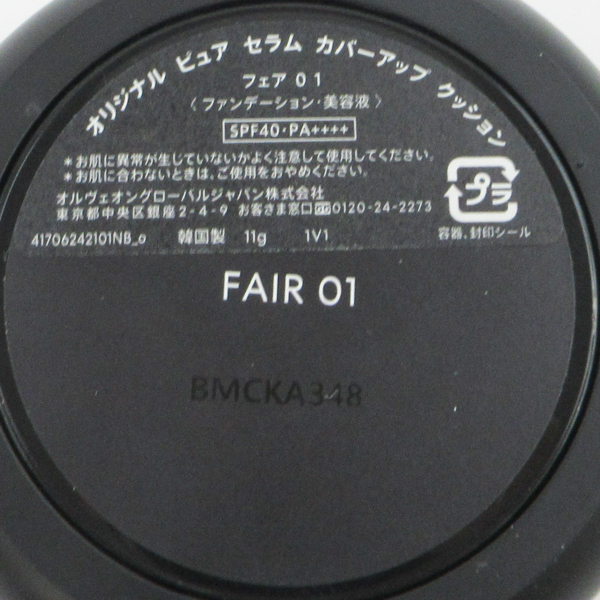 オリジナル ピュア セラム カバーアップ クッション
フェア 01
〈ファンデーション・美容液〉
SPF40・PA++++
*お肌に異常が生じていないかよく注意して使用してください。
*お肌に合わないときは、ご使用をおやめください。
オルヴェオングローバルジャパン株式会社
東京都中央区銀座2-4-9 お客さま窓口 0120-24-2273
プラ
41706242101NB_a 韓国製 11g 1V1 容器、封印シール
FAIR 01
BMCKA348